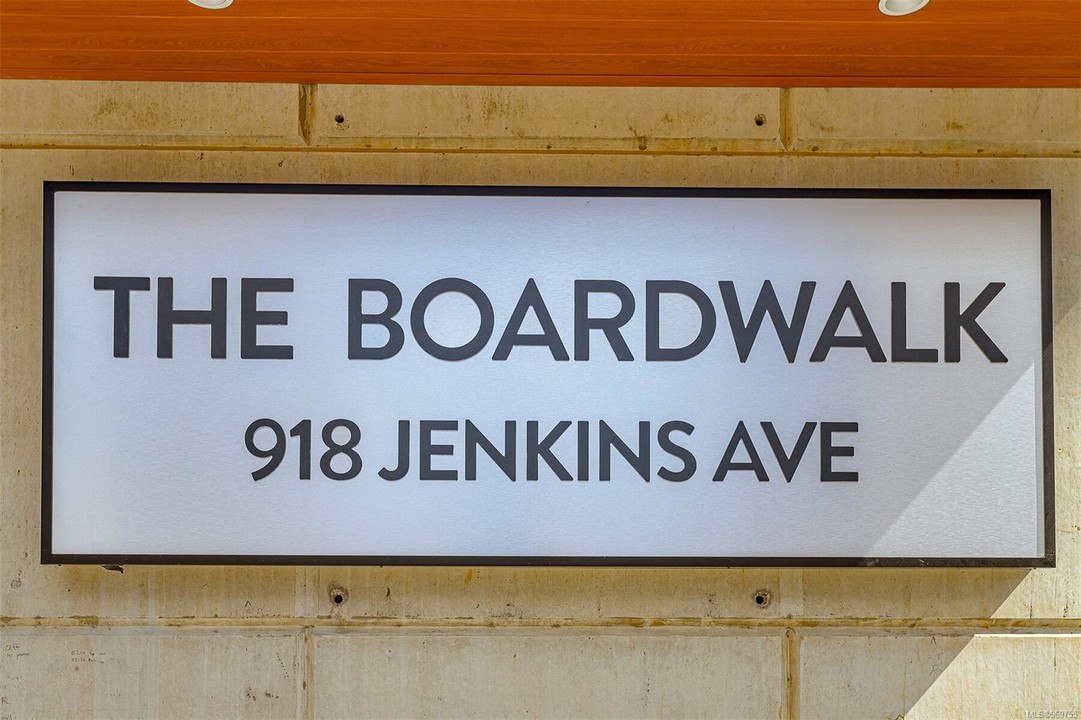 THE BOARDWALK
918 JENKINS AVE